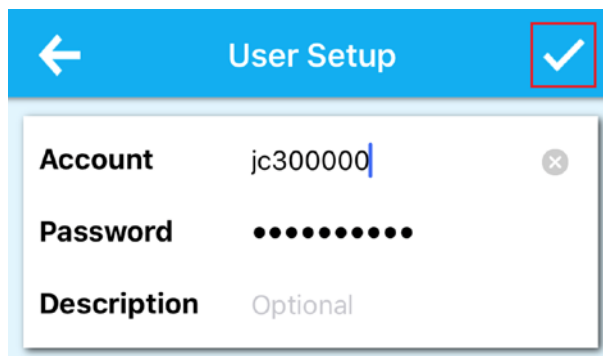 User Setup
Account jc300000
Password ●●●●●●●●●●
Description Optional